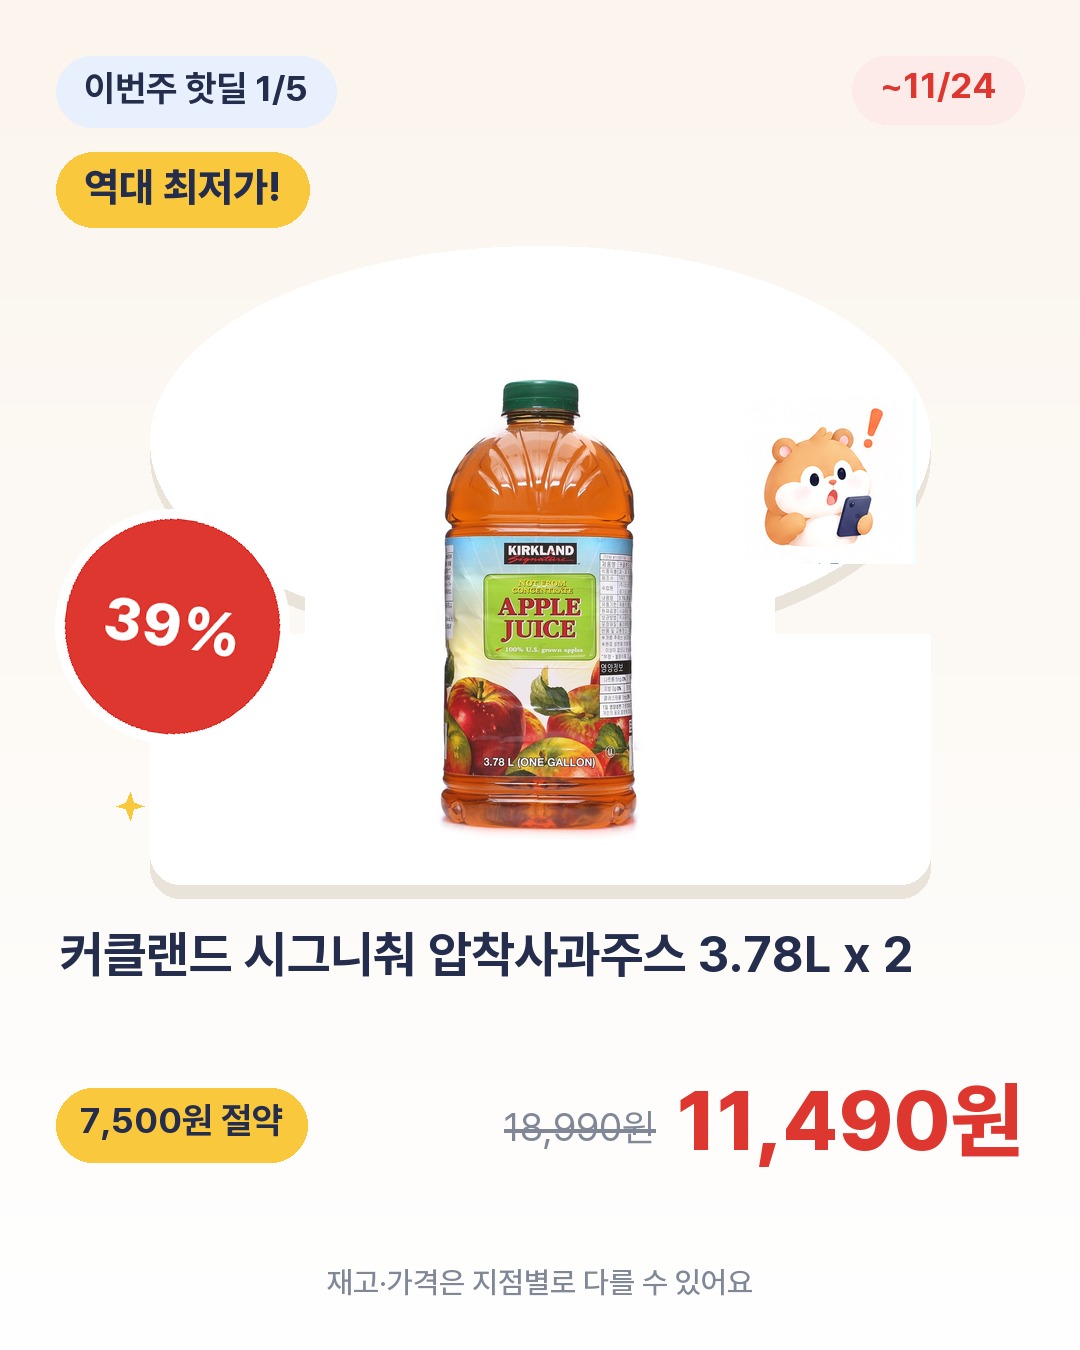 이번주 핫딜 1/5
~11/24
역대 최저가!
39%
KIRKLAND
Signature
NOT FROM
CONCENTRATE
APPLE
JUICE
100% U.S. grown apples
영양정보
3.78 L (ONE GALLON)
커클랜드 시그니춰 압착사과주스 3.78L x 2
7,500원 절약
18,990원
11,490원
재고·가격은 지점별로 다를 수 있어요